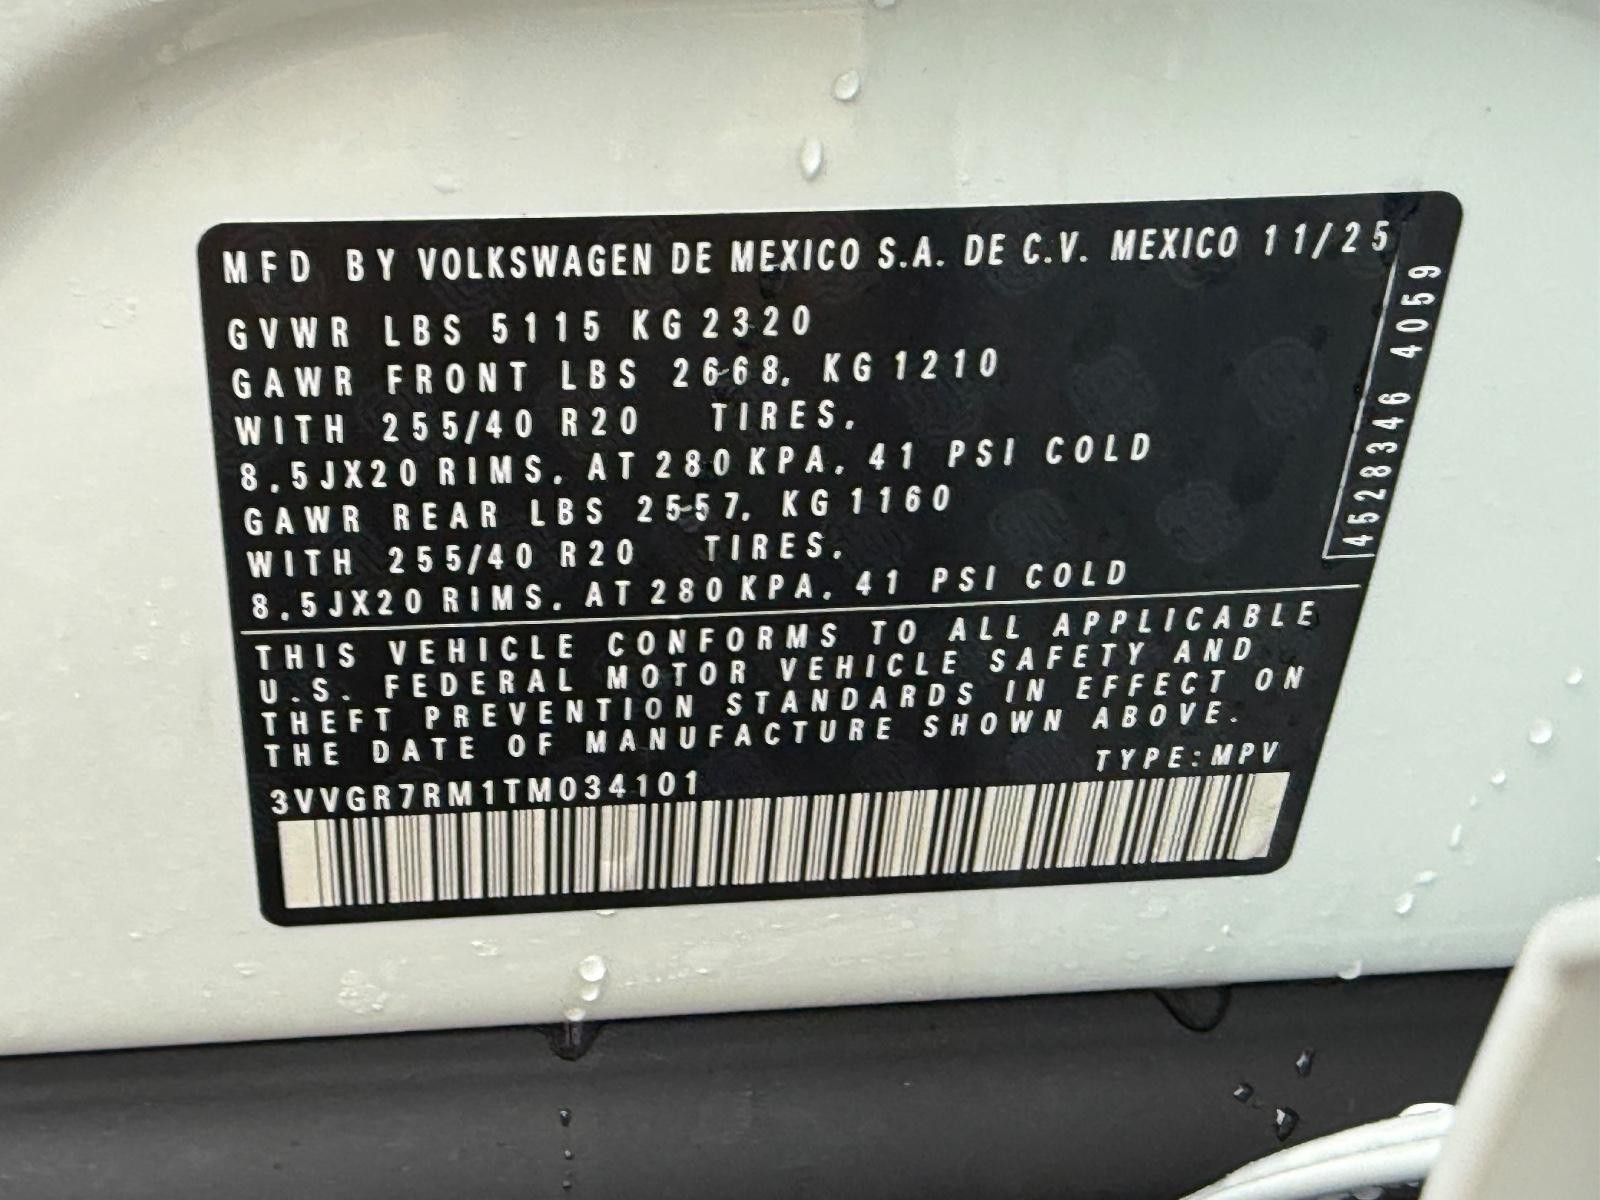 MFD BY VOLKSWAGEN DE MEXICO S.A. DE C.V. MEXICO 11/25
GVWR LBS 5115 KG 2320
GAWR FRONT LBS 2668. KG 1210
WITH 255/40 R20 TIRES.
8.5JX20 RIMS. AT 280 KPA. 41 PSI COLD
GAWR REAR LBS 2557. KG 1160
WITH 255/40 R20 TIRES.
8.5JX20 RIMS. AT 280 KPA. 41 PSI COLD
4528346 4059
THIS VEHICLE CONFORMS TO ALL APPLICABLE
U.S. FEDERAL MOTOR VEHICLE SAFETY AND
THEFT PREVENTION STANDARDS IN EFFECT ON
THE DATE OF MANUFACTURE SHOWN ABOVE.
TYPE:MPV
3VVGR7RM1TM034101